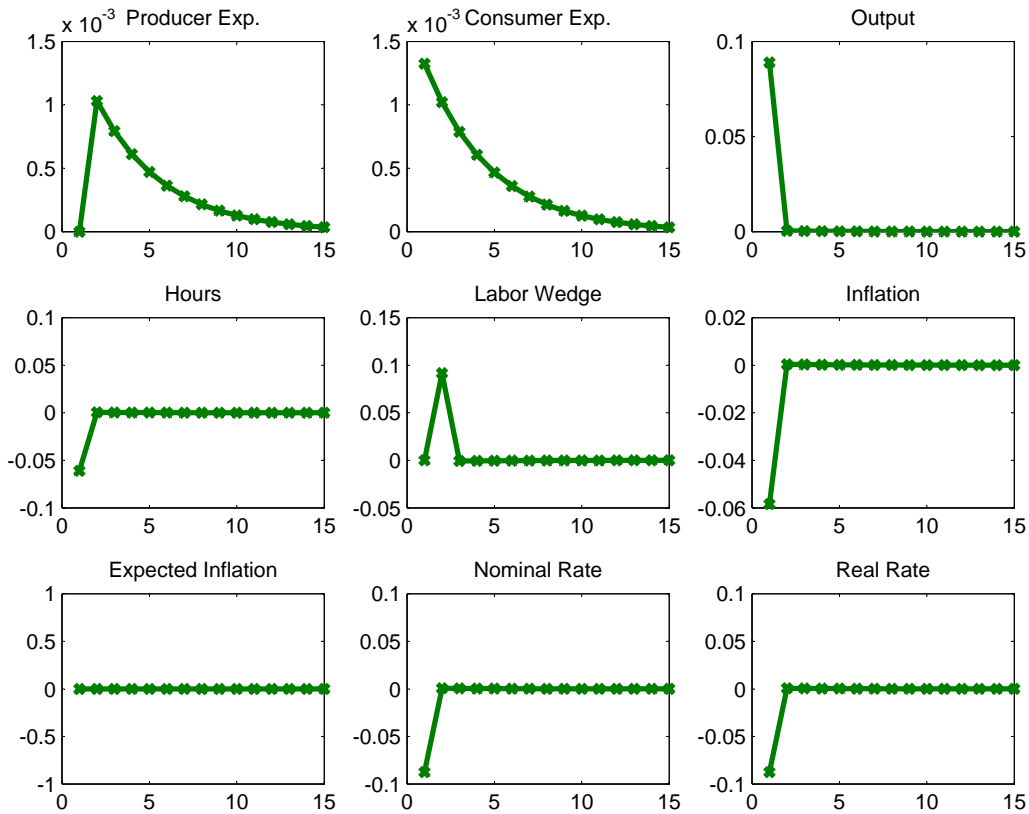 x 10^-3 Producer Exp.
1.5
1
0.5
0
0 5 10 15
x 10^-3 Consumer Exp.
1.5
1
0.5
0
0 5 10 15
Output
0.1
0.05
0
0 5 10 15
Hours
0.1
0.05
0
-0.05
-0.1
0 5 10 15
Labor Wedge
0.15
0.1
0.05
0
-0.05
0 5 10 15
Inflation
0.02
0
-0.02
-0.04
-0.06
0 5 10 15
Expected Inflation
1
0.5
0
-0.5
-1
0 5 10 15
Nominal Rate
0.1
0.05
0
-0.05
-0.1
0 5 10 15
Real Rate
0.1
0.05
0
-0.05
-0.1
0 5 10 15